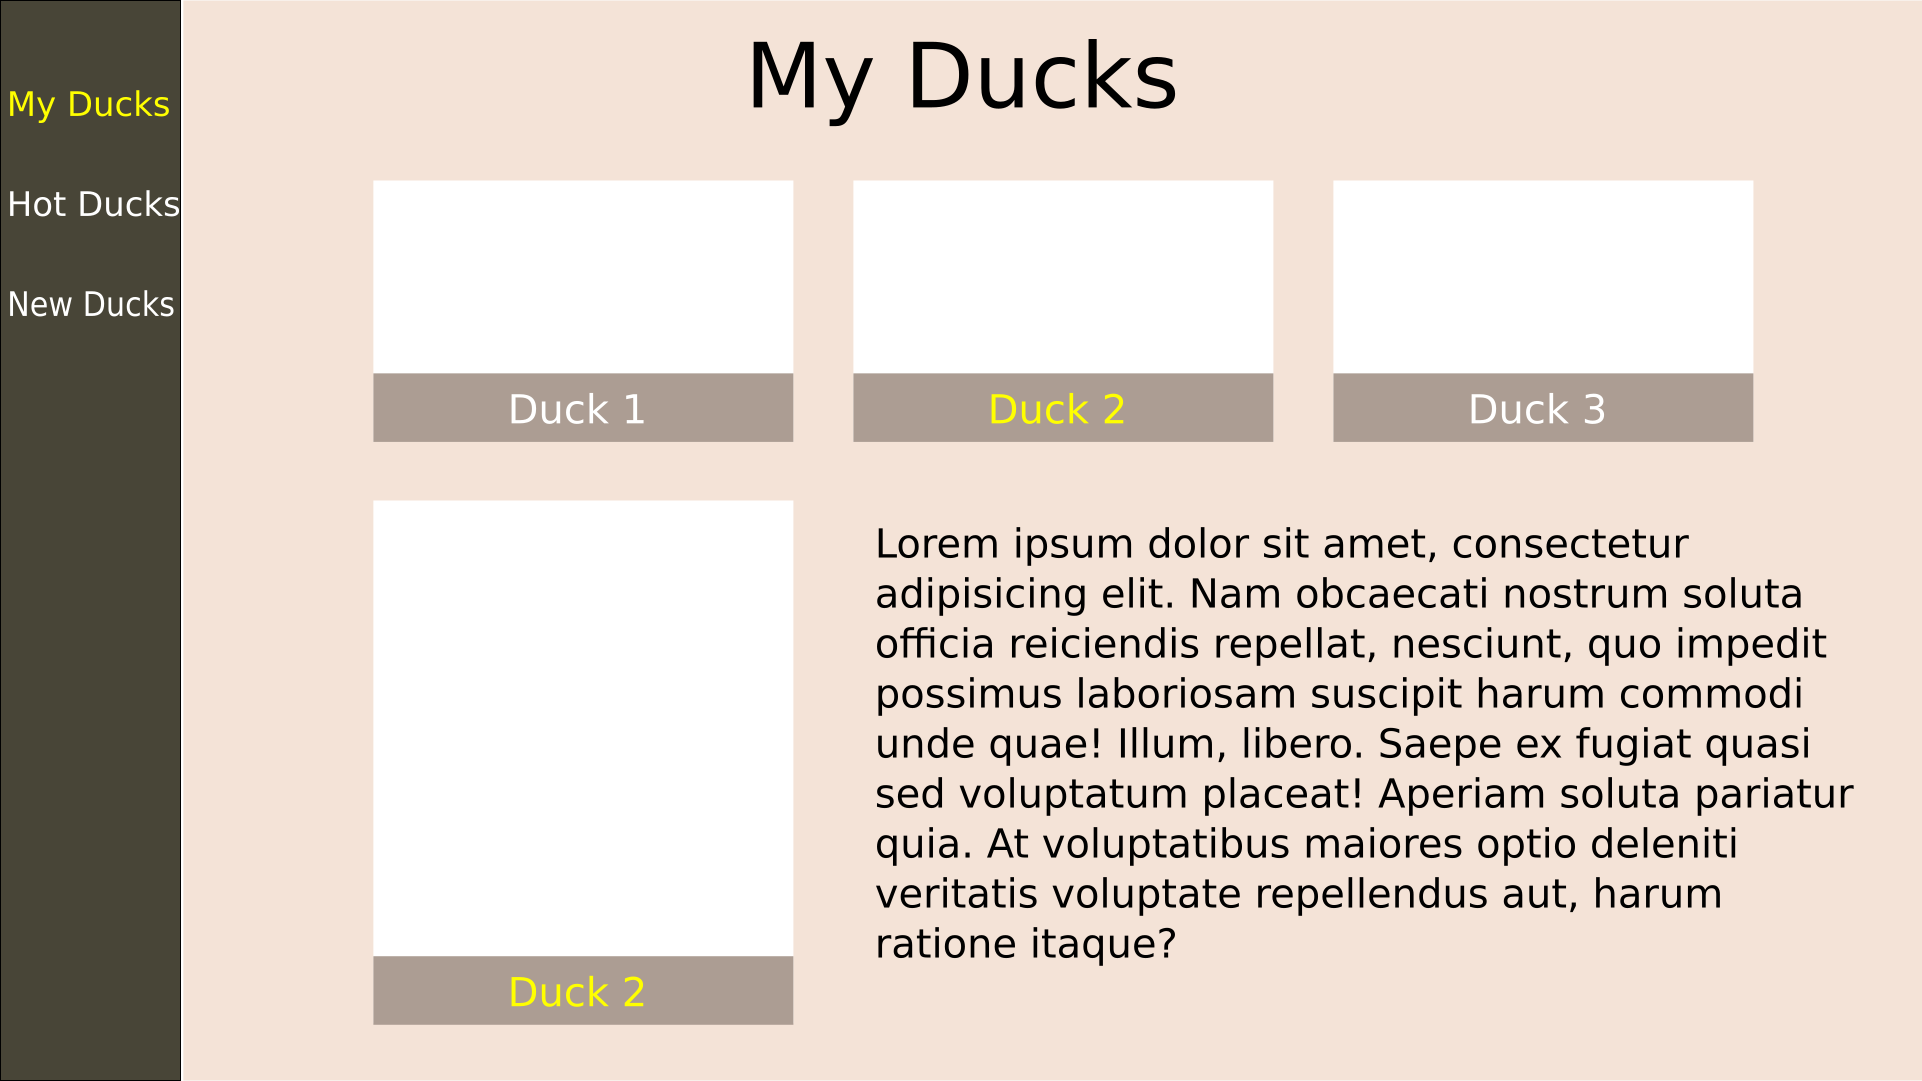 My Ducks
My Ducks
Hot Ducks
New Ducks
Duck 1
Duck 2
Duck 3
Lorem ipsum dolor sit amet, consectetur
adipisicing elit. Nam obcaecati nostrum soluta
officia reiciendis repellat, nesciunt, quo impedit
possimus laboriosam suscipit harum commodi
unde quae! Illum, libero. Saepe ex fugiat quasi
sed voluptatum placeat! Aperiam soluta pariatur
quia. At voluptatibus maiores optio deleniti
veritatis voluptate repellendus aut, harum
ratione itaque?
Duck 2